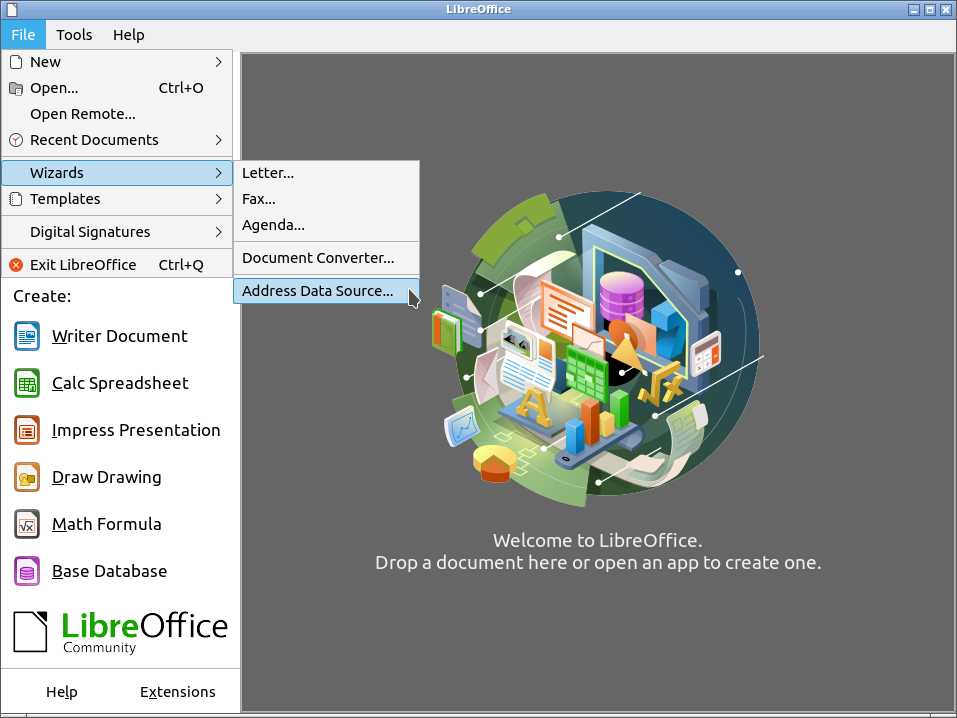 LibreOffice
File Tools Help
New
Open... Ctrl+O
Open Remote...
Recent Documents
Wizards
Templates
Digital Signatures
Exit LibreOffice Ctrl+Q
Letter...
Fax...
Agenda...
Document Converter...
Address Data Source...
Create:
Writer Document
Calc Spreadsheet
Impress Presentation
Draw Drawing
Math Formula
Base Database
LibreOffice
Community
Help Extensions
Welcome to LibreOffice.
Drop a document here or open an app to create one.